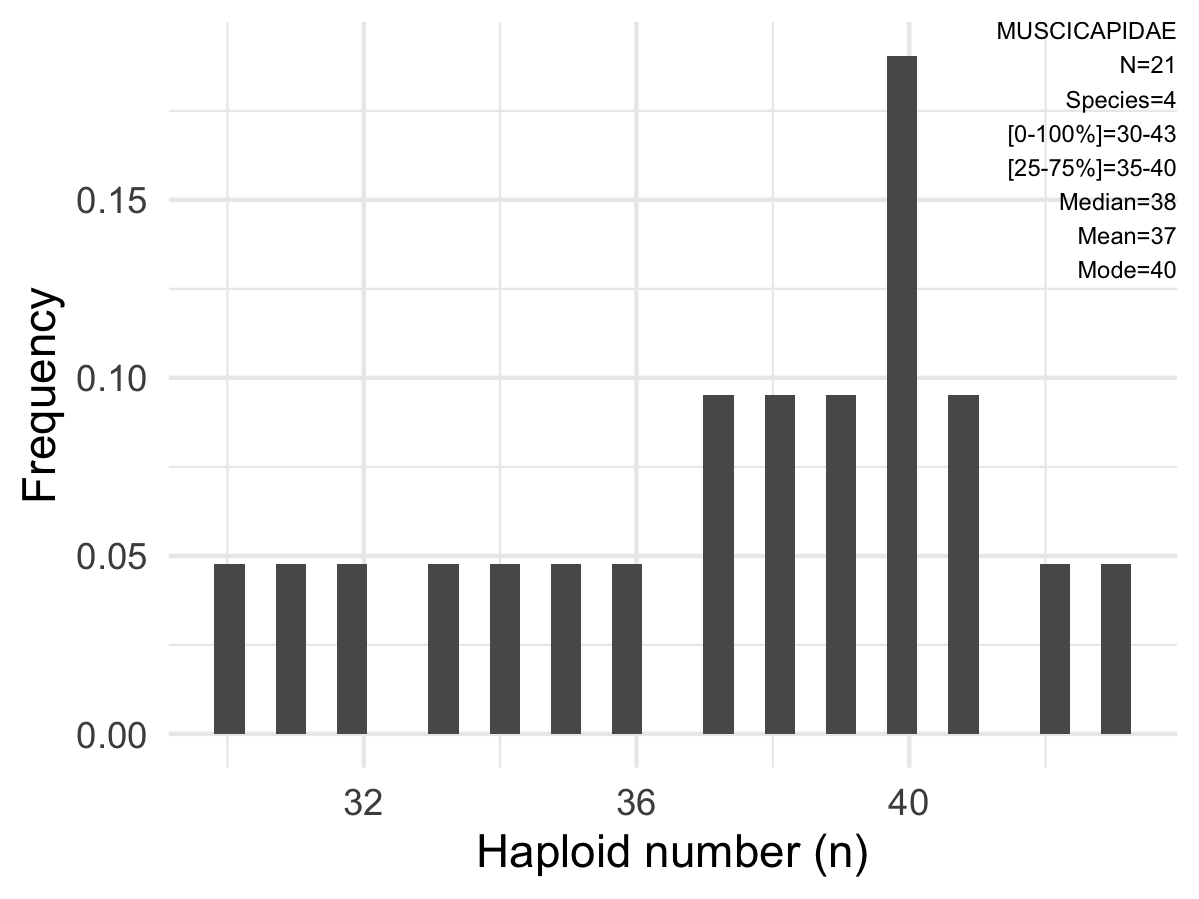 MUSCICAPIDAE
N=21
Species=4
[0-100%]=30-43
[25-75%]=35-40
Median=38
Mean=37
Mode=40
Frequency
0.15
0.10
0.05
0.00
32 36 40
Haploid number (n)